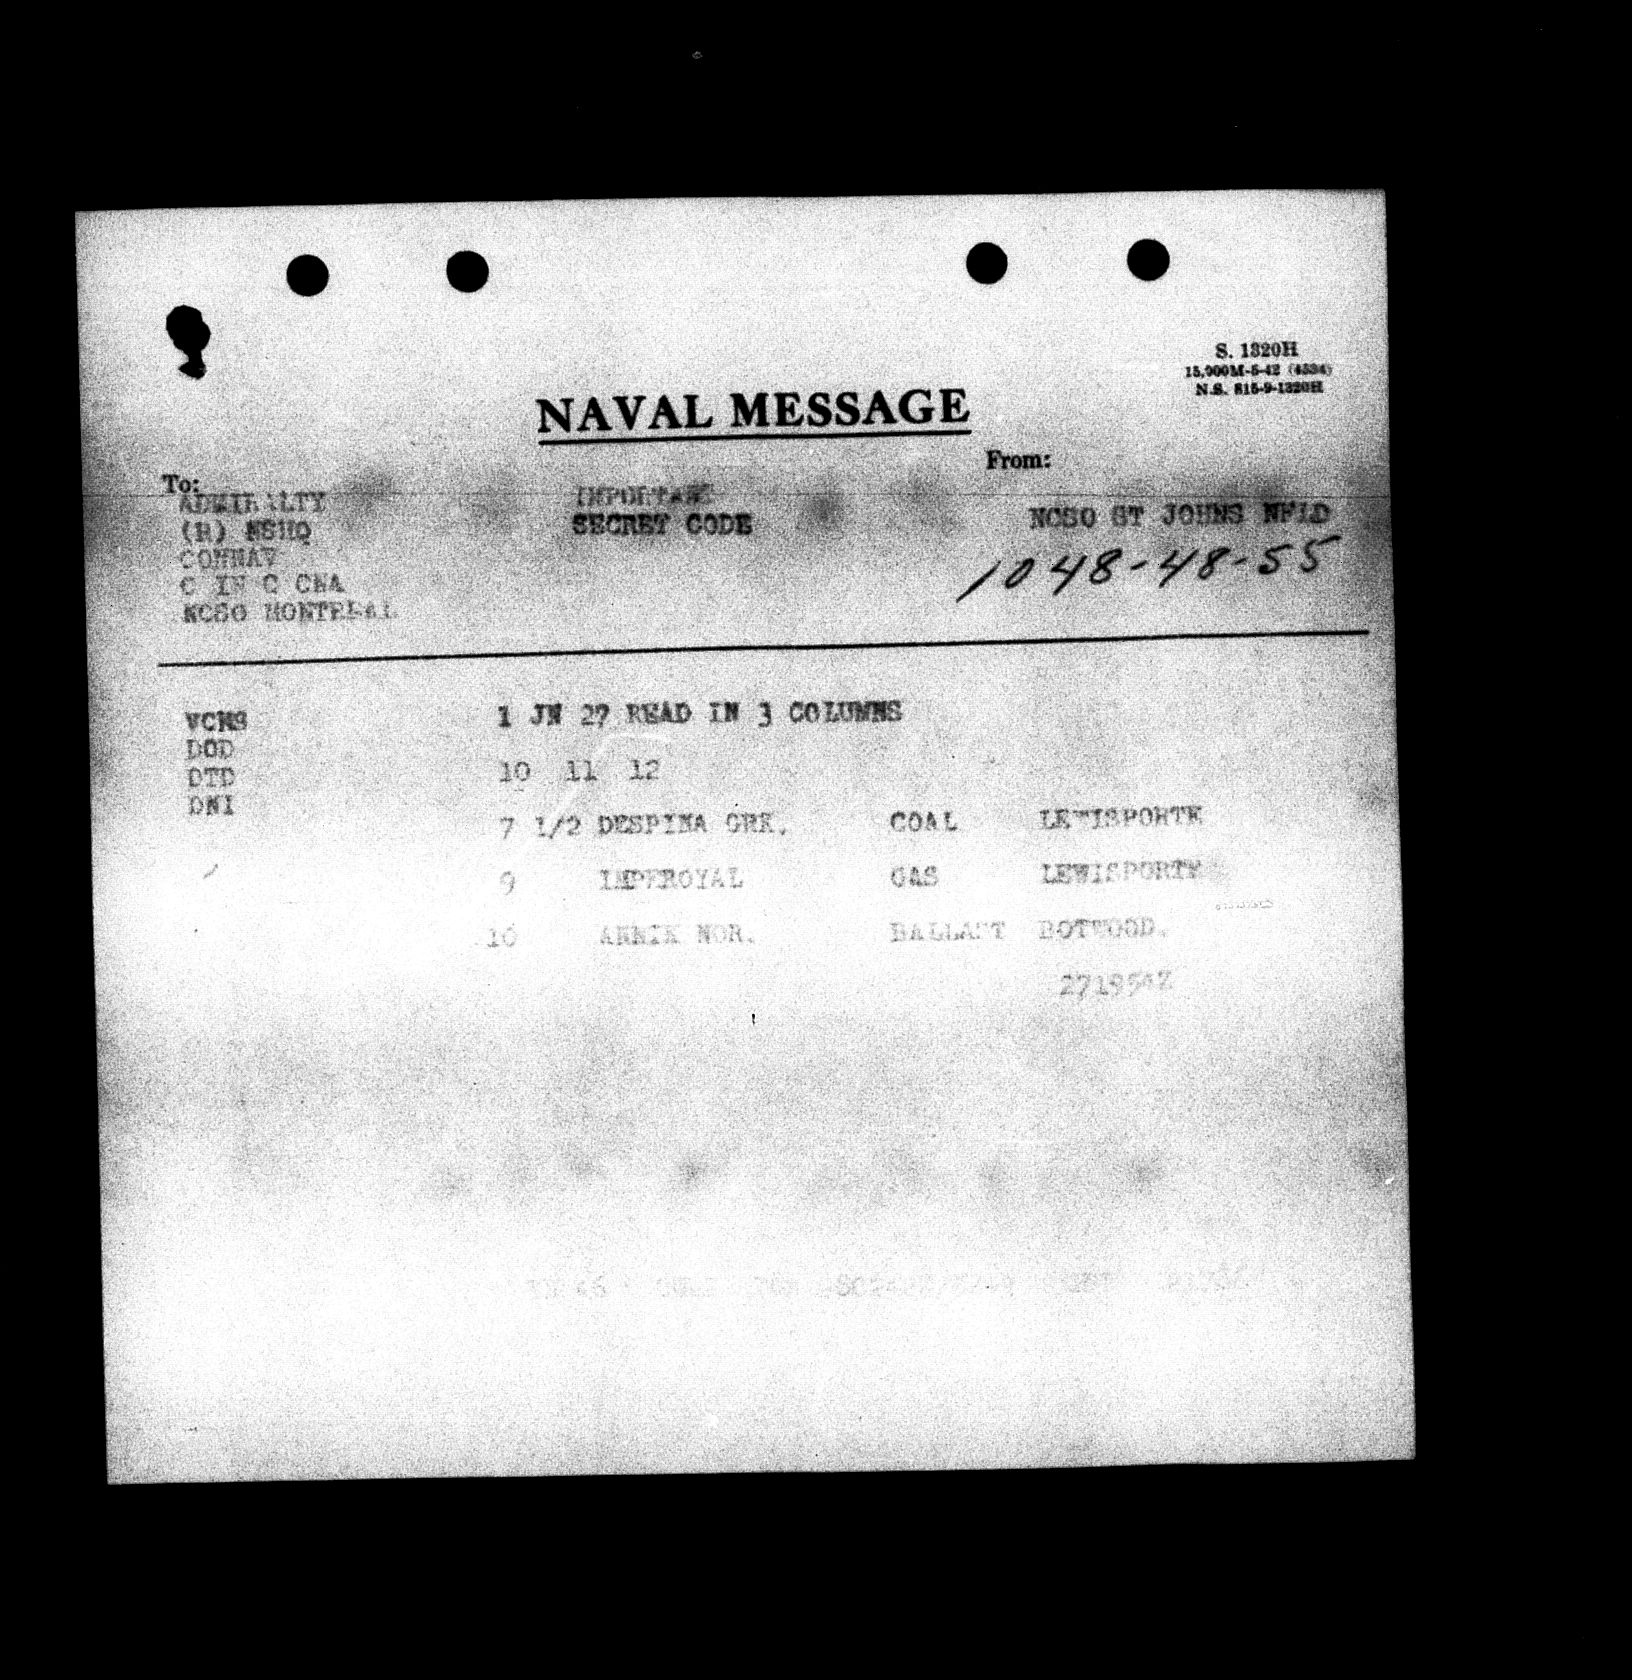 S. 1320H
15,000M-5-42 (4534)
N.S. 815-9-1320H
NAVAL MESSAGE
To:
From:
ADMIRALTY
IMPORTANT
(R) NSHQ
SECRET CODE
NCSO ST JOHNS NFLD
COMNAV
1048-48-55
C IN C CNA
NCSO MONTREAL
VCNS
1 JN 27 READ IN 3 COLUMNS
DOD
DTD
10 11 12
DNI
7 1/2 DESPINA GRK. COAL LEWISPORTE
9 IMPEROYAL GAS LEWISPORTE
10 ANNIK NOR. BALLAST BOTWOOD.